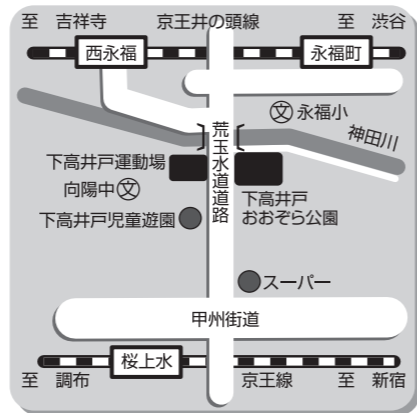 至 吉祥寺 京王井の頭線 至 渋谷
西永福 永福町
文 永福小
神田川
荒玉水道道路
下高井戸運動場
向陽中 文
下高井戸児童遊園
下高井戸
おおぞら公園
スーパー
甲州街道
桜上水
至 調布 京王線 至 新宿